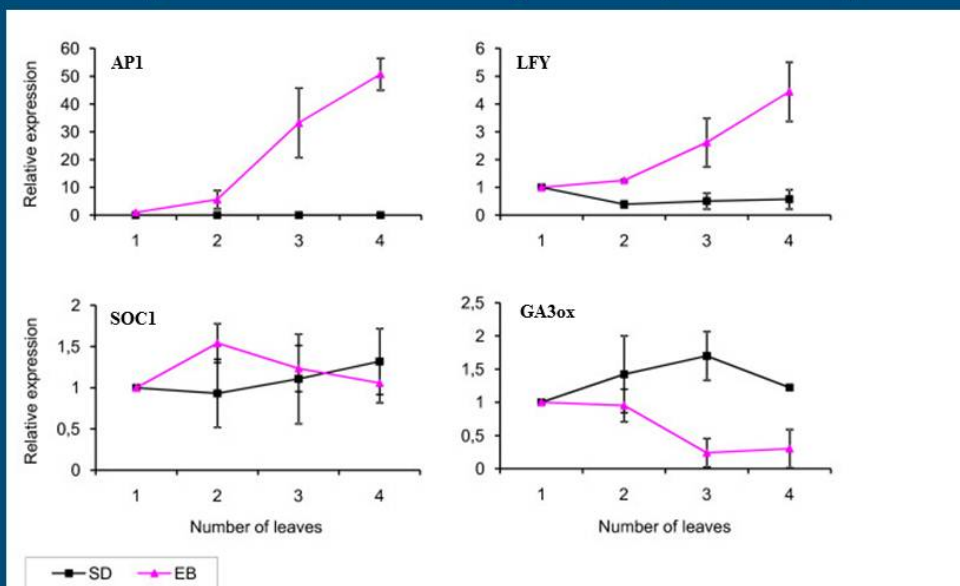 AP1
Relative expression
60
50
40
30
20
10
0
1 2 3 4
LFY
6
5
4
3
2
1
0
1 2 3 4
SOC1
Relative expression
2
1,5
1
0,5
0
1 2 3 4
Number of leaves
GA3ox
2,5
2
1,5
1
0,5
0
1 2 3 4
Number of leaves
SD EB